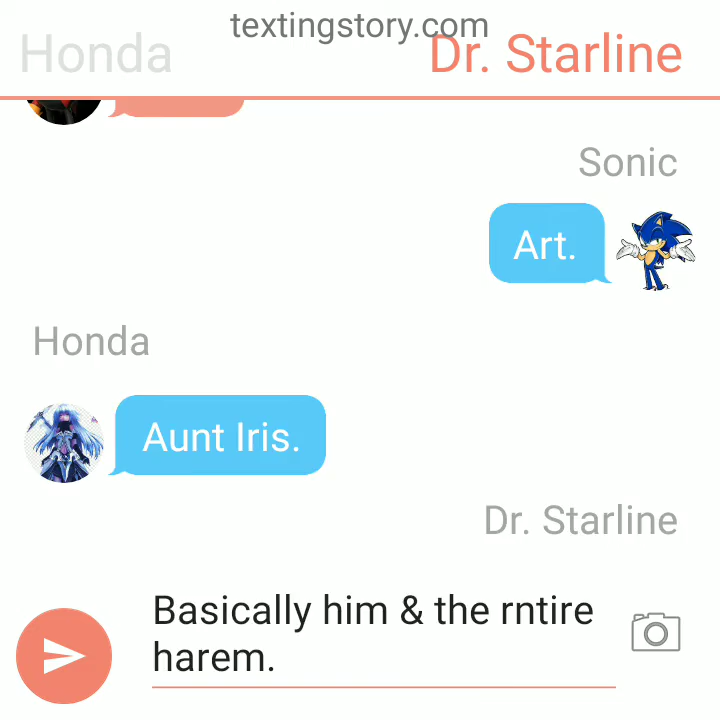 textingstory.com
Honda
Dr. Starline
Sonic
Art.
Honda
Aunt Iris.
Dr. Starline
Basically him & the rntire
harem.